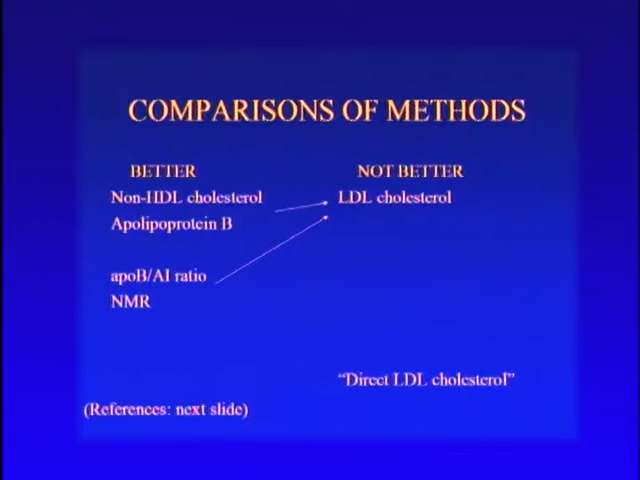 COMPARISONS OF METHODS
BETTER
NOT BETTER
Non-HDL cholesterol
LDL cholesterol
Apolipoprotein B
apoB/AI ratio
NMR
“Direct LDL cholesterol”
(References: next slide)